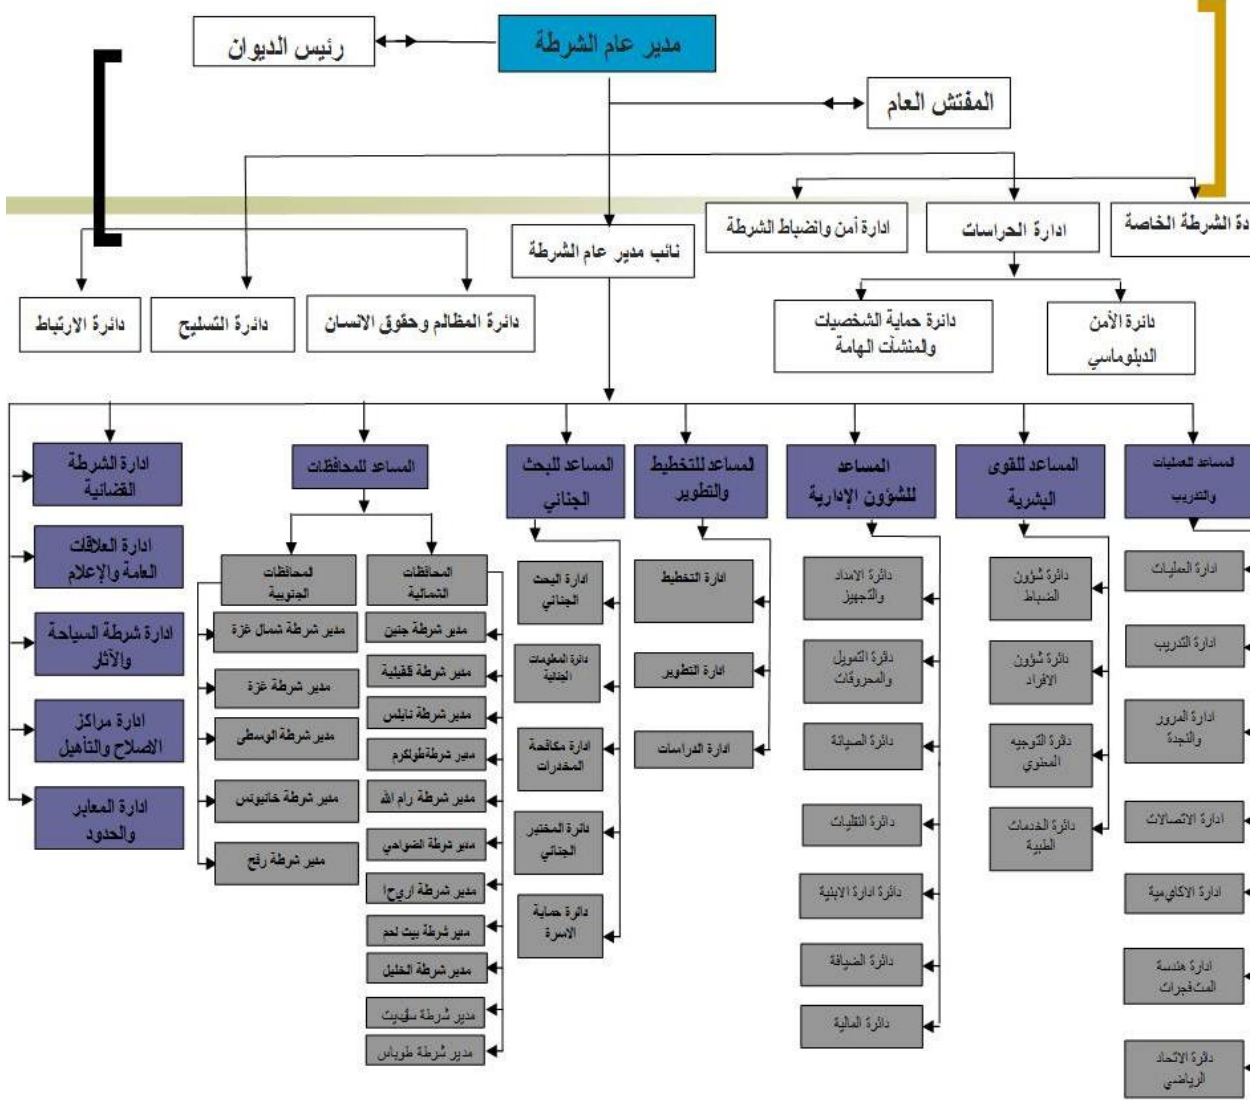 مدير عام الشرطة
رئيس الديوان
المفتش العام
دة الشرطة الخاصة
ادارة الحراسات
ادارة أمن وانضباط الشرطة
نائب مدير عام الشرطة
دائرة المظالم وحقوق الانسان
دائرة التسليح
دائرة الارتباط
دائرة الأمن
الدبلوماسي
دائرة حماية الشخصيات
والمنشآت الهامة
المساعد للعمليات
والتدريب
المساعد للقوى
البشرية
المساعد
للشؤون الإدارية
المساعد للتخطيط
والتطوير
المساعد للبحث
الجنائي
المساعد للمحافظات
ادارة الشرطة
القضائية
ادارة العلاقات
العامة والإعلام
ادارة شرطة السياحة
والآثار
ادارة مراكز
الاصلاح والتأهيل
ادارة المعابر
والحدود
ادارة العمليات
ادارة التدريب
ادارة المرور
والنجدة
ادارة الاتصالات
ادارة الاكاديمية
ادارة هندسة
المتفجرات
دائرة الاتحاد
الرياضي
دائرة شؤون
الضباط
دائرة شؤون
الافراد
دائرة التوجيه
المعنوي
دائرة الخدمات
الطبية
دائرة الامداد
والتجهيز
دائرة التمويل
والمحروقات
دائرة الصيانة
دائرة النقليات
دائرة ادارة الابنية
دائرة الضيافة
دائرة المالية
ادارة التخطيط
ادارة التطوير
ادارة الدراسات
ادارة البحث
الجنائي
دائرة المعلومات
الجنائية
ادارة مكافحة
المخدرات
دائرة المختبر
الجنائي
دائرة حماية
الاسرة
المحافظات
الشمالية
مدير شرطة جنين
مدير شرطة قلقيلية
مدير شرطة نابلس
مدير شرطةطولكرم
مدير شرطة رام الله
مدير شرطة الضواحي
مدير شرطة اريحا
مدير شرطة بيت لحم
مدير شرطة الخليل
مدير شرطة سلفيت
مدير شرطة طوباس
المحافظات
الجنوبية
مدير شرطة شمال غزة
مدير شرطة غزة
مدير شرطة الوسطى
مدير شرطة خانيونس
مدير شرطة رفح